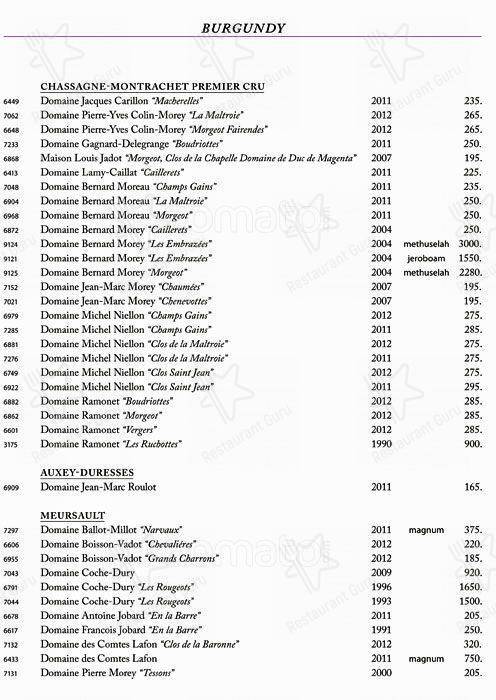 BURGUNDY
CHASSAGNE-MONTRACHET PREMIER CRU
6449 Domaine Jacques Carillon "Macherelles" 2011 235.
7062 Domaine Pierre-Yves Colin-Morey "La Maltroie" 2012 265.
6648 Domaine Pierre-Yves Colin-Morey "Morgeot Fairendes" 2012 265.
7233 Domaine Gagnard-Delegrange "Boudriottes" 2011 250.
6868 Maison Louis Jadot "Morgeot, Clos de la Chapelle Domaine de Duc de Magenta" 2007 195.
6413 Domaine Lamy-Caillat "Caillerets" 2011 225.
7048 Domaine Bernard Moreau "Champs Gains" 2011 235.
6904 Domaine Bernard Moreau "La Maltroie" 2011 250.
6968 Domaine Bernard Moreau "Morgeot" 2011 250.
6872 Domaine Bernard Morey "Caillerets" 2004 250.
9124 Domaine Bernard Morey "Les Embrazées" 2004 methuselah 3000.
9121 Domaine Bernard Morey "Les Embrazées" 2004 jeroboam 1550.
9125 Domaine Bernard Morey "Morgeot" 2004 methuselah 2280.
7152 Domaine Jean-Marc Morey "Chaumées" 2007 195.
7021 Domaine Jean-Marc Morey "Chenevottes" 2007 195.
6979 Domaine Michel Niellon "Champs Gains" 2012 275.
7285 Domaine Michel Niellon "Champs Gains" 2011 285.
6881 Domaine Michel Niellon "Clos de la Maltroie" 2012 275.
7276 Domaine Michel Niellon "Clos de la Maltroie" 2011 275.
6749 Domaine Michel Niellon "Clos Saint Jean" 2012 275.
6922 Domaine Michel Niellon "Clos Saint Jean" 2011 295.
6882 Domaine Ramonet "Boudriottes" 2012 285.
6862 Domaine Ramonet "Morgeot" 2012 285.
6601 Domaine Ramonet "Vergers" 2012 285.
3175 Domaine Ramonet "Les Ruchottes" 1990 900.
AUXEY-DURESSES
6909 Domaine Jean-Marc Roulot 2011 165.
MEURSAULT
7297 Domaine Ballot-Millot "Narvaux" 2011 magnum 375.
6606 Domaine Boisson-Vadot "Chevalières" 2012 220.
6955 Domaine Boisson-Vadot "Grands Charrons" 2012 185.
7043 Domaine Coche-Dury 2009 920.
6791 Domaine Coche-Dury "Les Rougeots" 1996 1650.
7044 Domaine Coche-Dury "Les Rougeots" 1993 1500.
6678 Domaine Antoine Jobard "En la Barre" 2011 205.
6617 Domaine Francois Jobard "En la Barre" 1991 250.
7132 Domaine des Comtes Lafon "Clos de la Baronne" 2012 320.
6433 Domaine des Comtes Lafon 2011 magnum 750.
7131 Domaine Pierre Morey "Tessons" 2000 205.